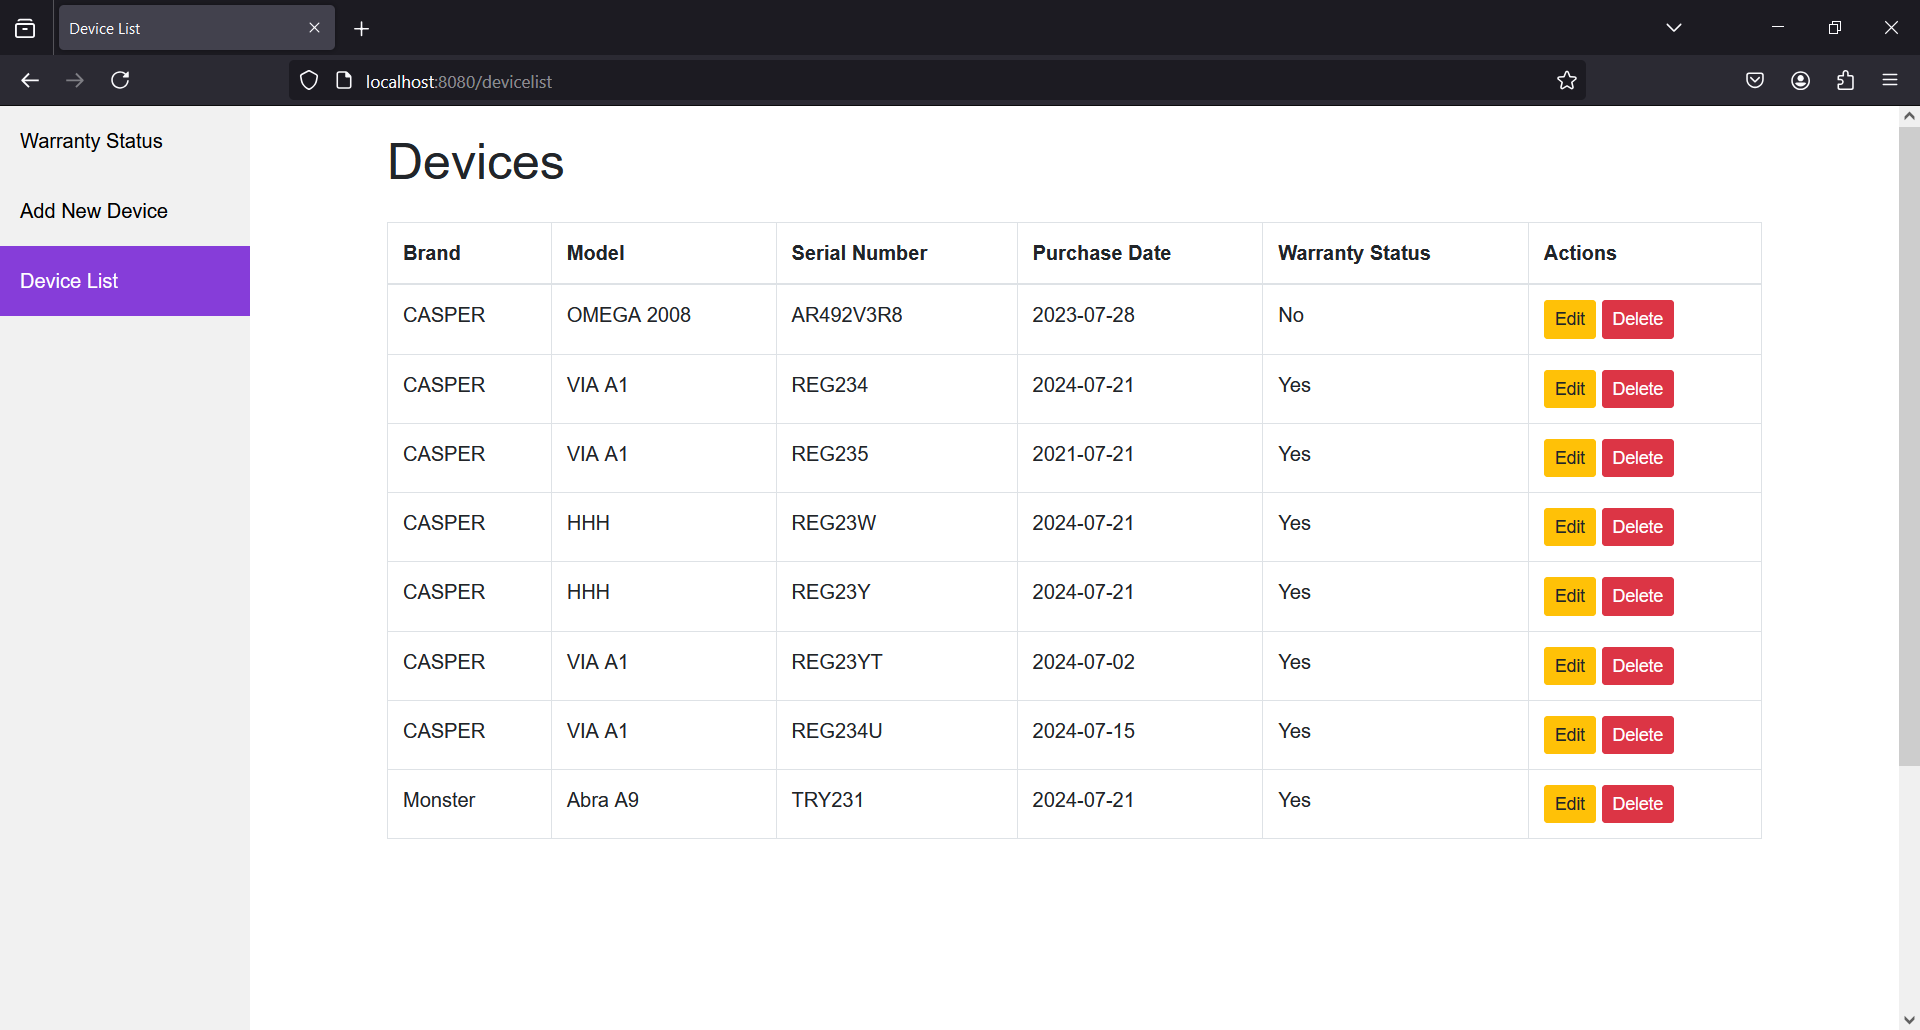 Device List
localhost:8080/devicelist
Warranty Status
Add New Device
Device List
Devices
Brand Model Serial Number Purchase Date Warranty Status Actions
CASPER OMEGA 2008 AR492V3R8 2023-07-28 No Edit Delete
CASPER VIA A1 REG234 2024-07-21 Yes Edit Delete
CASPER VIA A1 REG235 2021-07-21 Yes Edit Delete
CASPER HHH REG23W 2024-07-21 Yes Edit Delete
CASPER HHH REG23Y 2024-07-21 Yes Edit Delete
CASPER VIA A1 REG23YT 2024-07-02 Yes Edit Delete
CASPER VIA A1 REG234U 2024-07-15 Yes Edit Delete
Monster Abra A9 TRY231 2024-07-21 Yes Edit Delete